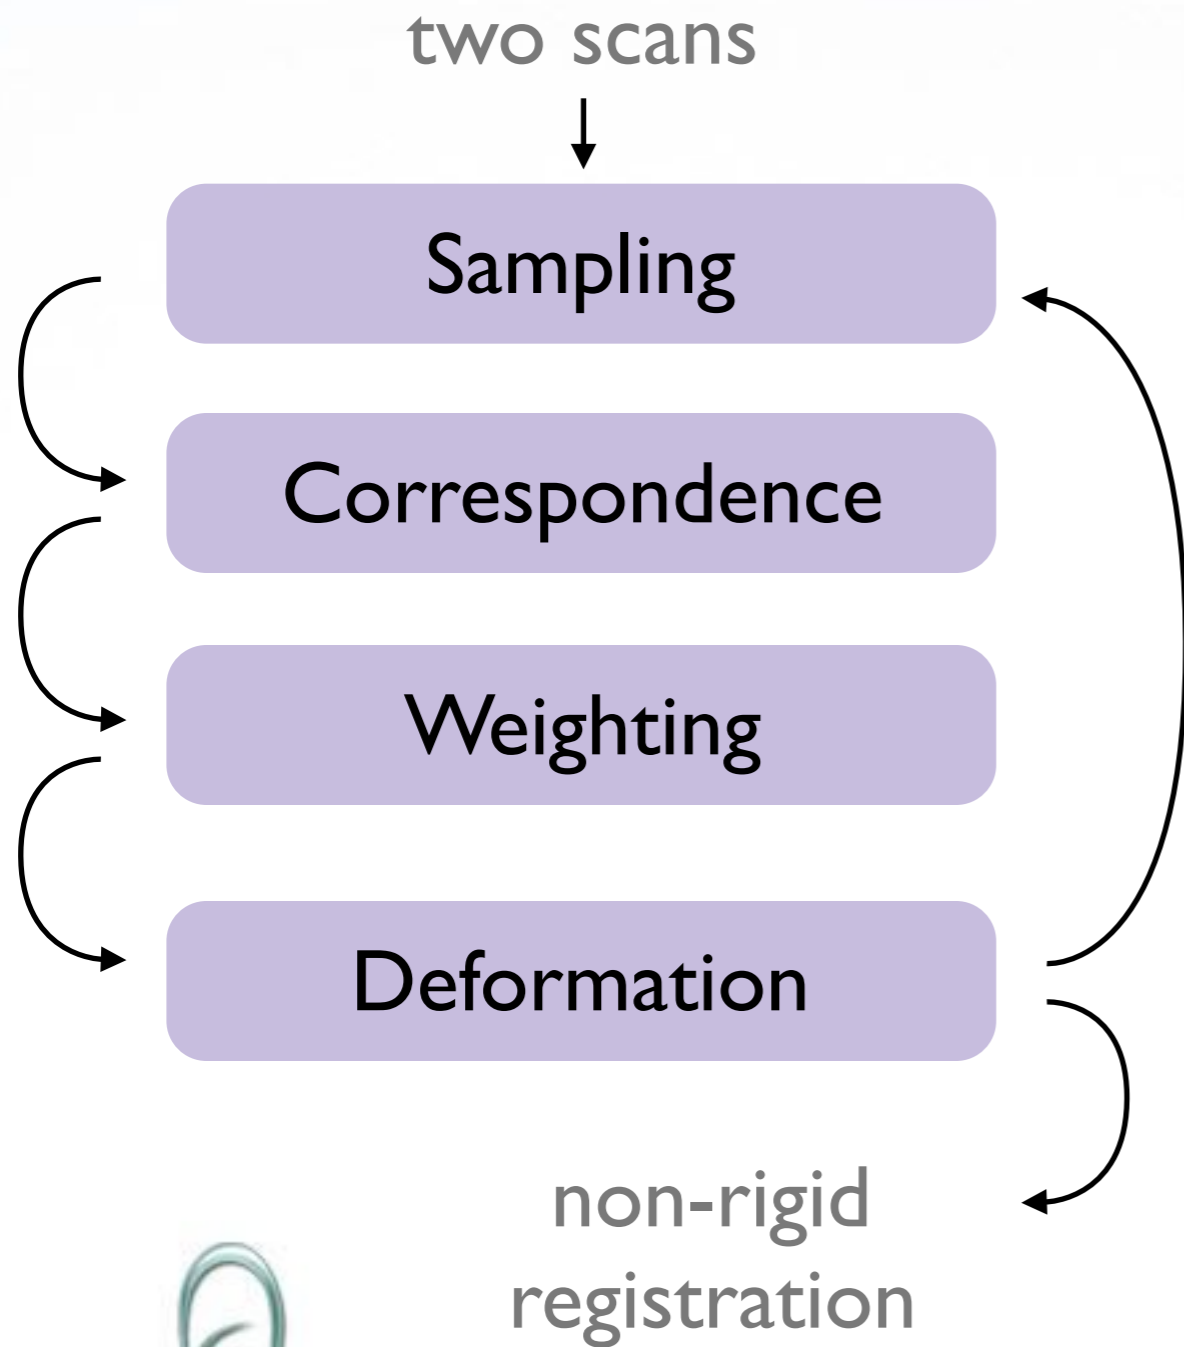 two scans
Sampling
Correspondence
Weighting
Deformation
non-rigid
registration